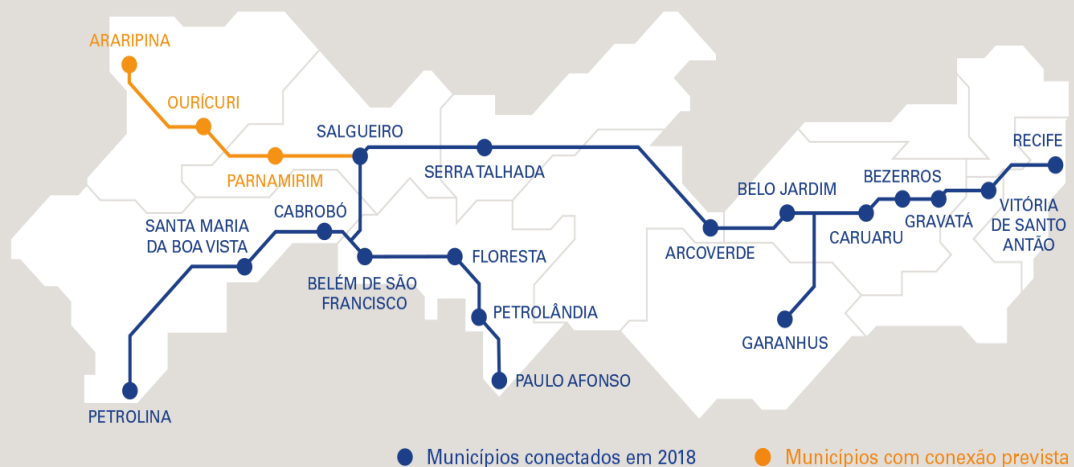 ARARIPINA
OURÍCURI
PARNAMIRIM
SALGUEIRO
SERRA TALHADA
RECIFE
BEZERROS
BELO JARDIM
VITÓRIA
DE SANTO
ANTÃO
GRAVATÁ
CARUARU
ARCOVERDE
CABROBÓ
SANTA MARIA
DA BOA VISTA
FLORESTA
BELÉM DE SÃO
FRANCISCO
PETROLÂNDIA
GARANHUS
PAULO AFONSO
PETROLINA
Municípios conectados em 2018
Municípios com conexão prevista